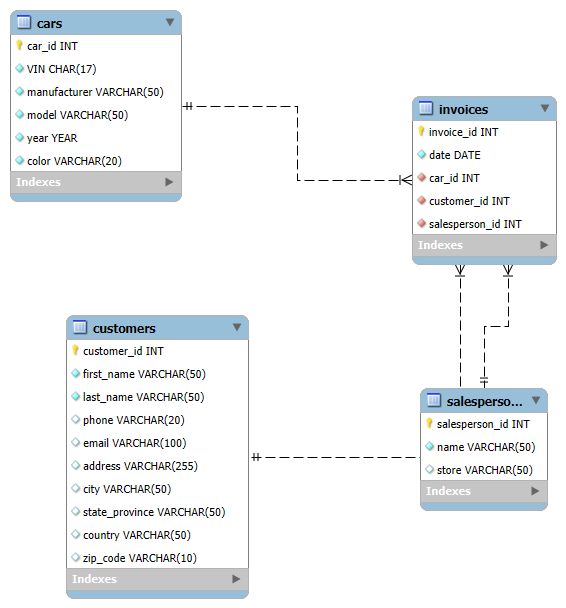 cars
car_id INT
VIN CHAR(17)
manufacturer VARCHAR(50)
model VARCHAR(50)
year YEAR
color VARCHAR(20)
Indexes
invoices
invoice_id INT
date DATE
car_id INT
customer_id INT
salesperson_id INT
Indexes
customers
customer_id INT
first_name VARCHAR(50)
last_name VARCHAR(50)
phone VARCHAR(20)
email VARCHAR(100)
address VARCHAR(255)
city VARCHAR(50)
state_province VARCHAR(50)
country VARCHAR(50)
zip_code VARCHAR(10)
Indexes
salesperso...
salesperson_id INT
name VARCHAR(50)
store VARCHAR(50)
Indexes